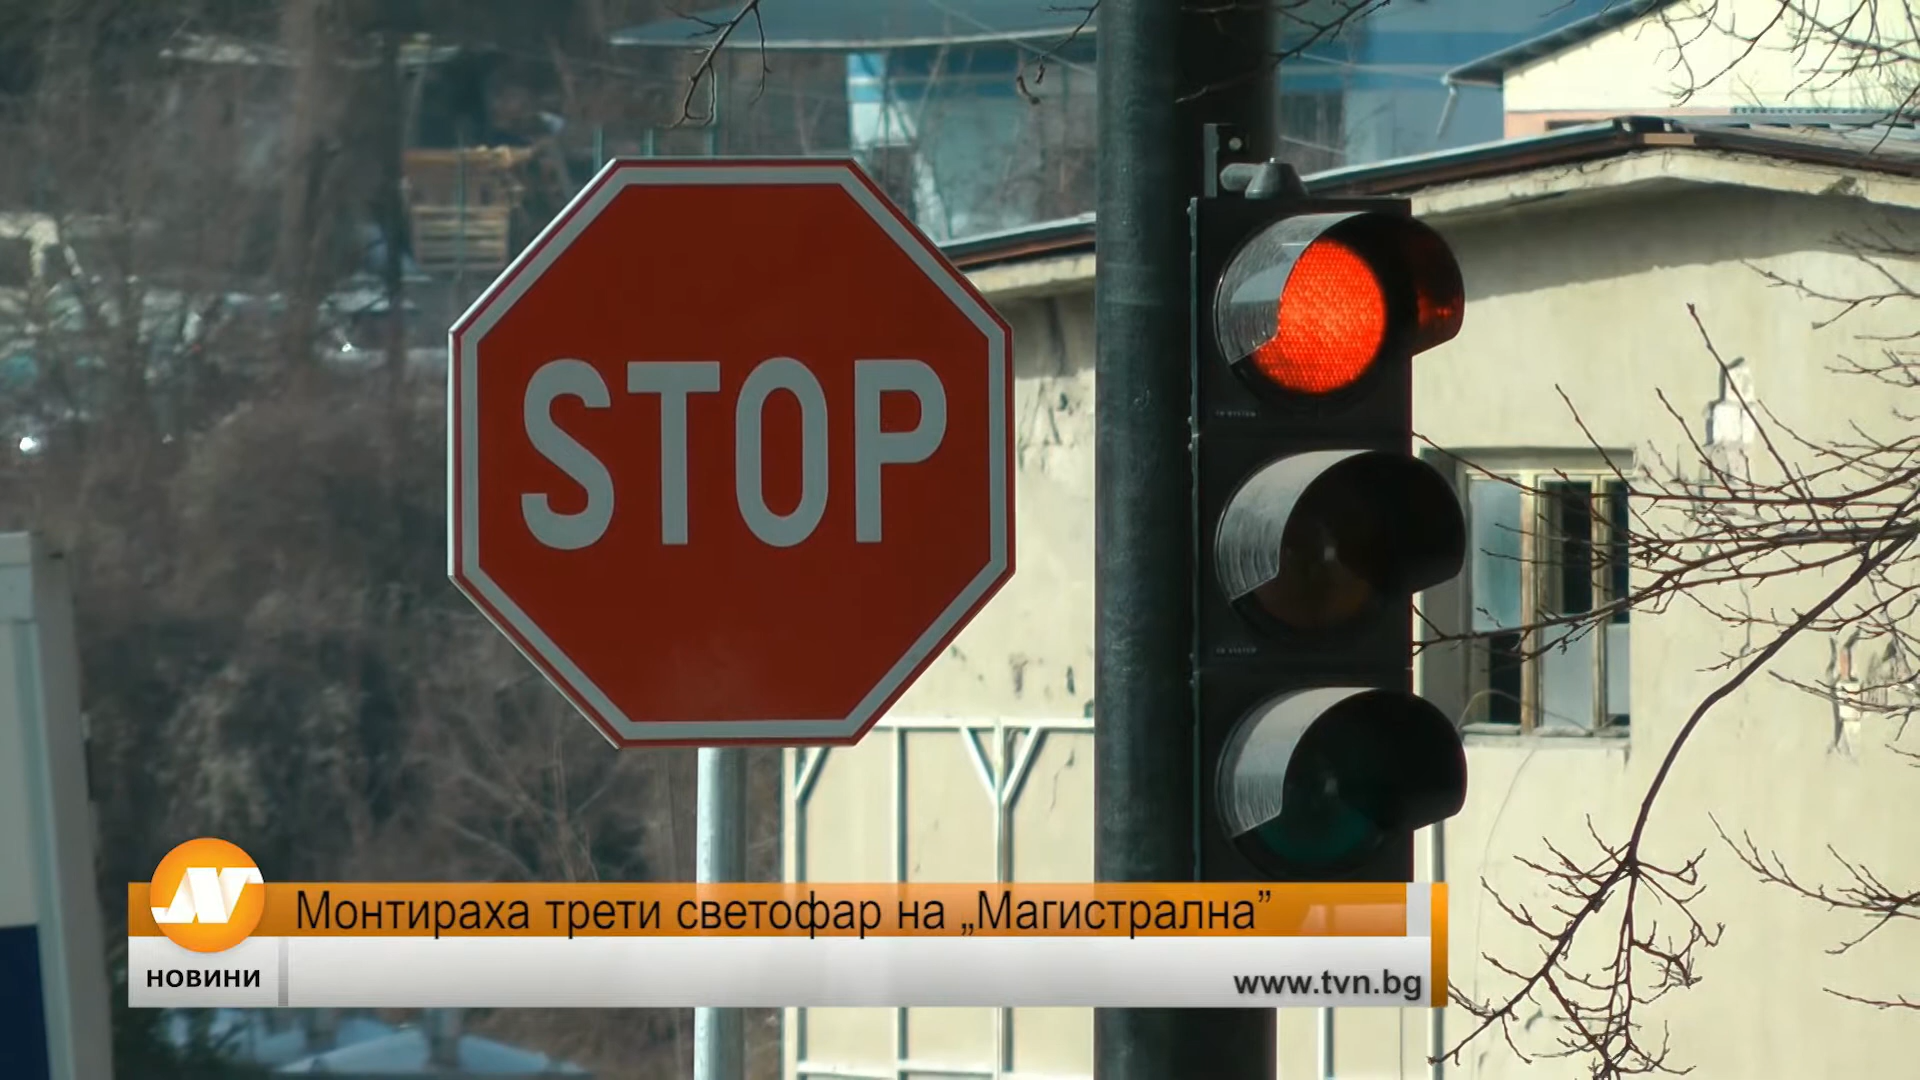 STOP
Монтираха трети светофар на „Магистрална”
НОВИНИ
www.tvn.bg